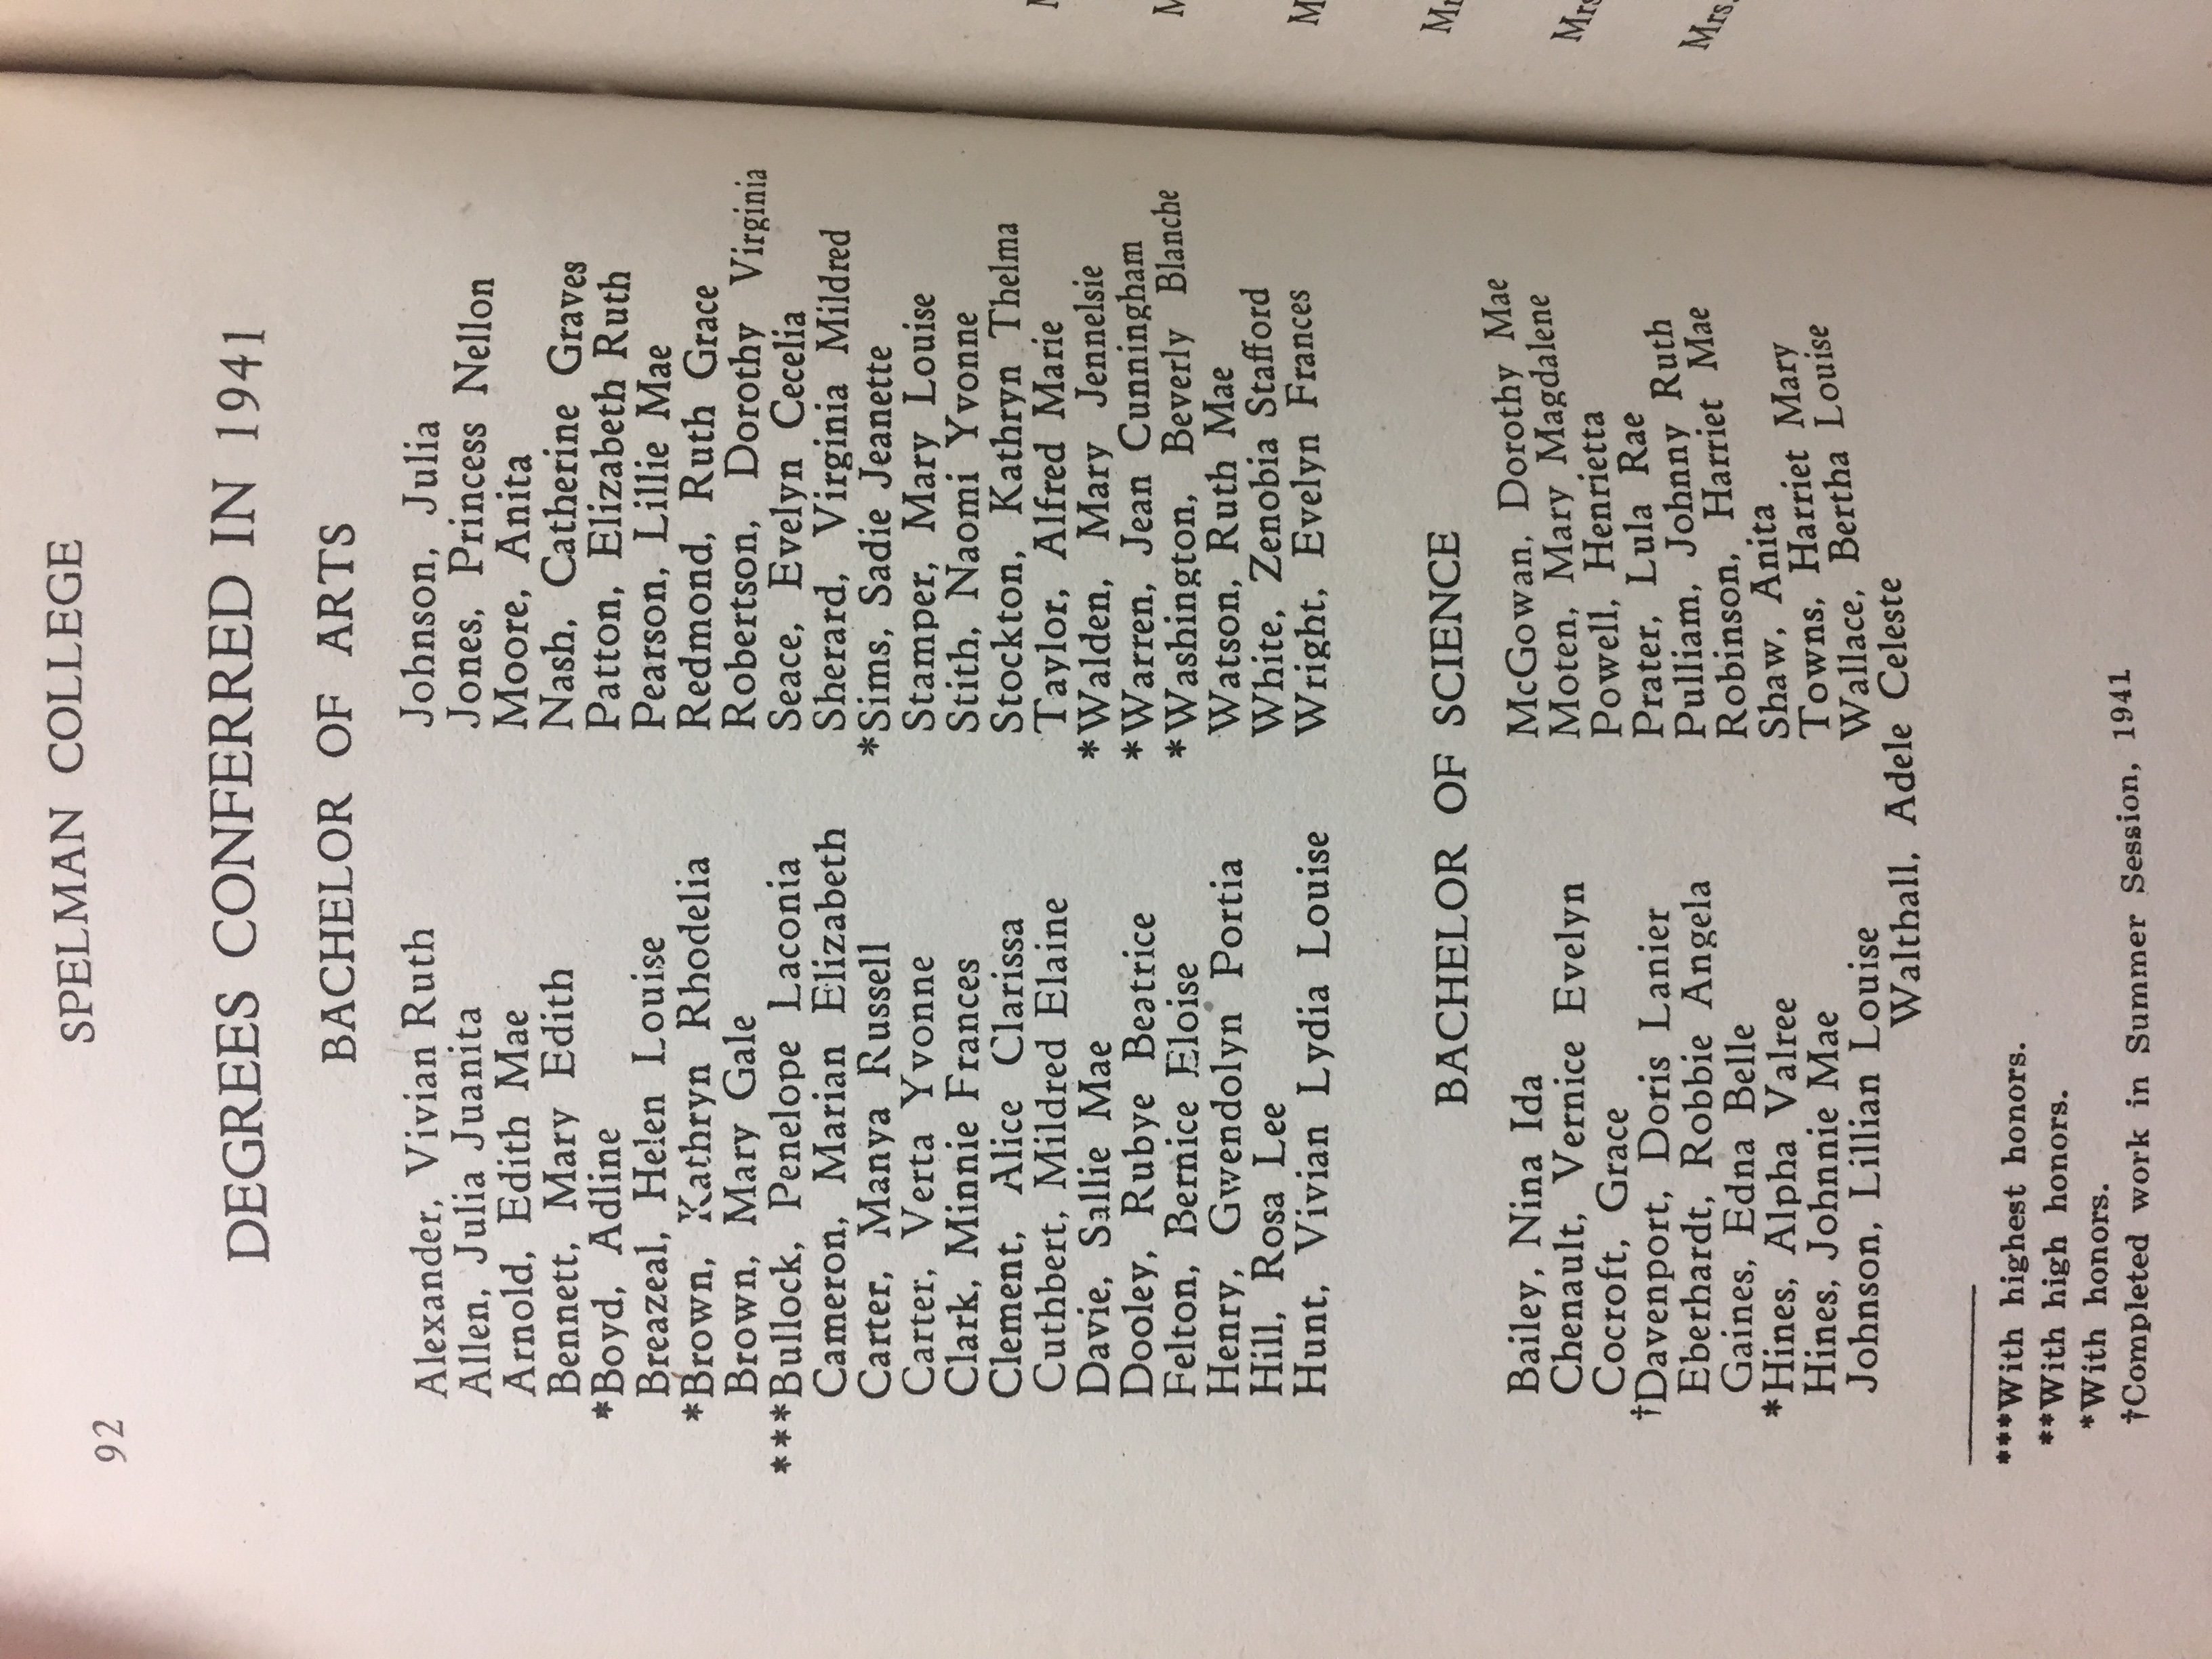 92
SPELMAN COLLEGE
DEGREES CONFERRED IN 1941
BACHELOR OF ARTS
Alexander, Vivian Ruth
Allen, Julia Juanita
Arnold, Edith Mae
Bennett, Mary Edith
*Boyd, Adline
Breazeal, Helen Louise
*Brown, Kathryn Rhodelia
Brown, Mary Gale
***Bullock, Penelope Laconia
Cameron, Marian Elizabeth
Carter, Manya Russell
Carter, Verta Yvonne
Clark, Minnie Frances
Clement, Alice Clarissa
Cuthbert, Mildred Elaine
Davie, Sallie Mae
Dooley, Rubye Beatrice
Felton, Bernice Eloise
Henry, Gwendolyn Portia
Hill, Rosa Lee
Hunt, Vivian Lydia Louise
Johnson, Julia
Jones, Princess Nellon
Moore, Anita
Nash, Catherine Graves
Patton, Elizabeth Ruth
Pearson, Lillie Mae
Redmond, Ruth Grace
Robertson, Dorothy Virginia
Seace, Evelyn Cecelia
Sherard, Virginia Mildred
*Sims, Sadie Jeanette
Stamper, Mary Louise
Stith, Naomi Yvonne
Stockton, Kathryn Thelma
Taylor, Alfred Marie
*Walden, Mary Jennelsie
*Warren, Jean Cunningham
*Washington, Beverly Blanche
Watson, Ruth Mae
White, Zenobia Stafford
Wright, Evelyn Frances
BACHELOR OF SCIENCE
Bailey, Nina Ida
Chenault, Vernice Evelyn
Cocroft, Grace
†Davenport, Doris Lanier
Eberhardt, Robbie Angela
Gaines, Edna Belle
*Hines, Alpha Valree
Hines, Johnnie Mae
Johnson, Lillian Louise
McGowan, Dorothy Mae
Moten, Mary Magdalene
Powell, Henrietta
Prater, Lula Rae
Pulliam, Johnny Ruth
Robinson, Harriet Mae
Shaw, Anita
Towns, Harriet Mary
Wallace, Bertha Louise
Walthall, Adele Celeste
***With highest honors.
**With high honors.
*With honors.
†Completed work in Summer Session, 1941
Mrs
Mrs.